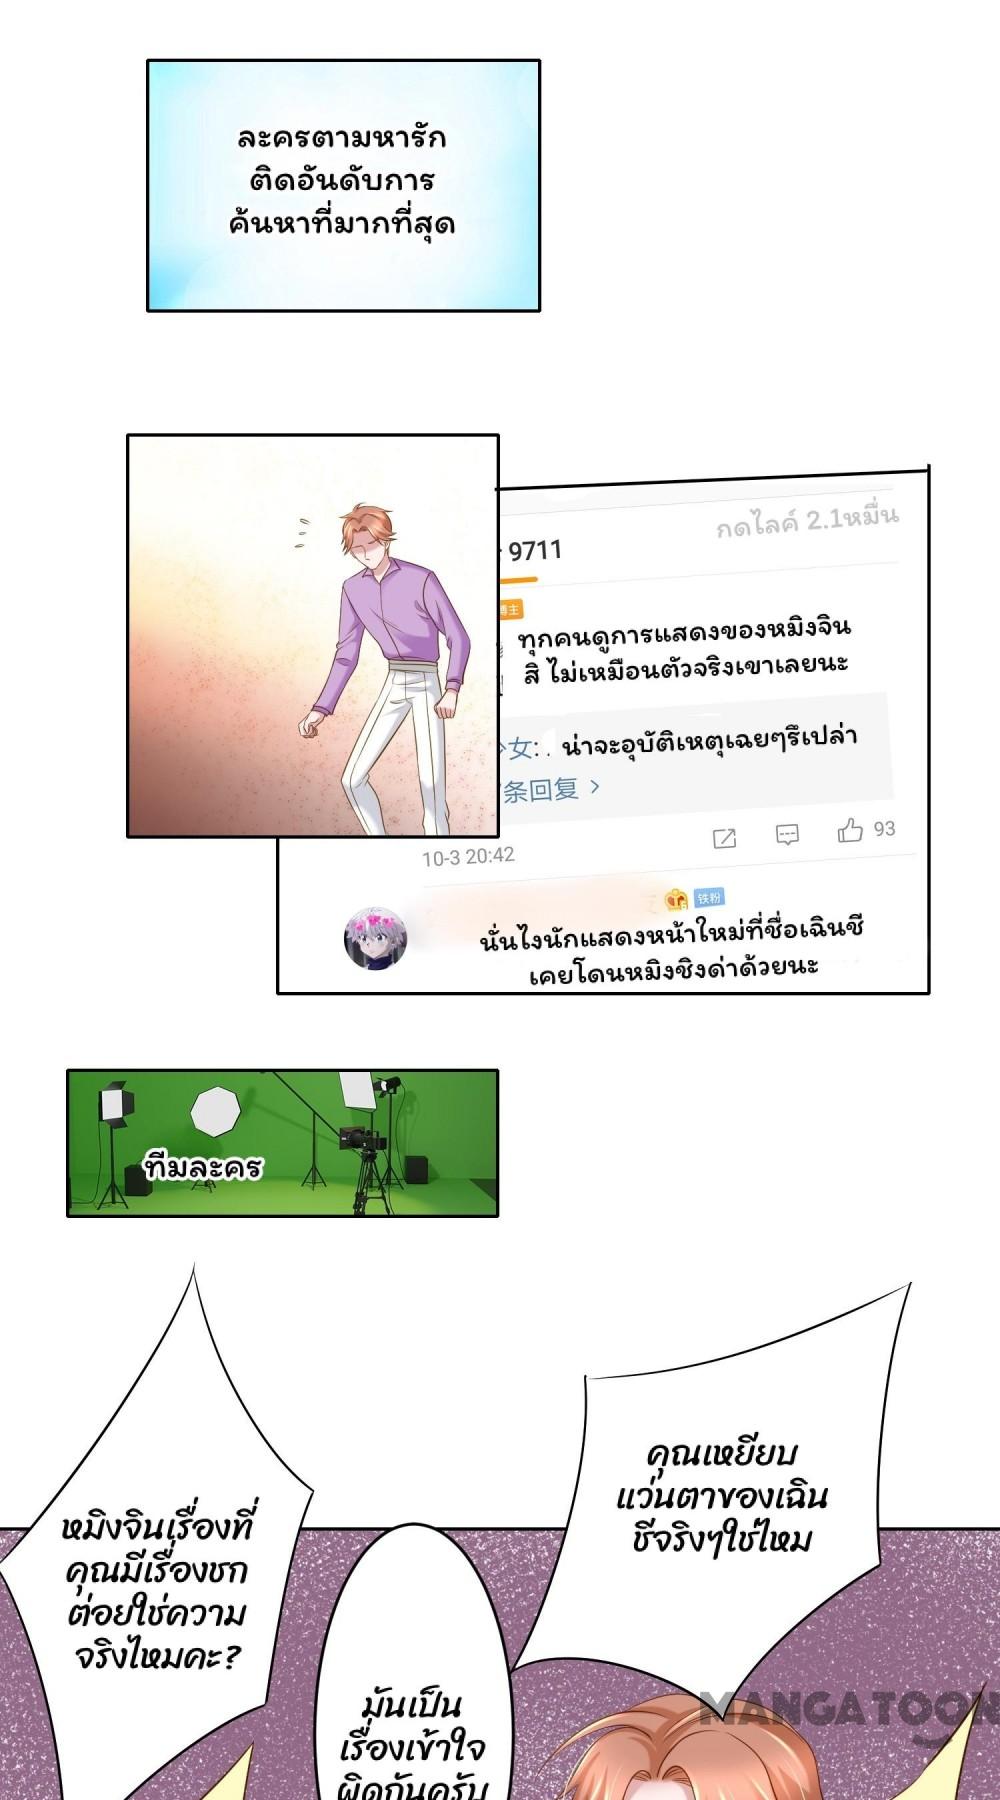 ละครตามหารัก
ติดอันดับการ
ค้นหาที่มากที่สุด
กดไลค์ 2.1หมื่น
9711
博主
ทุกคนดูการแสดงของหมิงจิน
สิ ไม่เหมือนตัวจริงเขาเลยนะ
女: . น่าจะอุบัติเหตุเฉยๆรึเปล่า
条回复 >
10-3 20:42
93
铁粉
นั่นไงนักแสดงหน้าใหม่ที่ชื่อเฉินชี
เคยโดนหมิงชิงด่าด้วยนะ
ทีมละคร
คุณเหยียบ
แว่นตาของเฉิน
ชีจริงๆใช่ไหม
หมิงจินเรื่องที่
คุณมีเรื่องชก
ต่อยใช่ความ
จริงไหมคะ?
มันเป็น
เรื่องเข้าใจ
ผิดกันครับ
MANGATOON